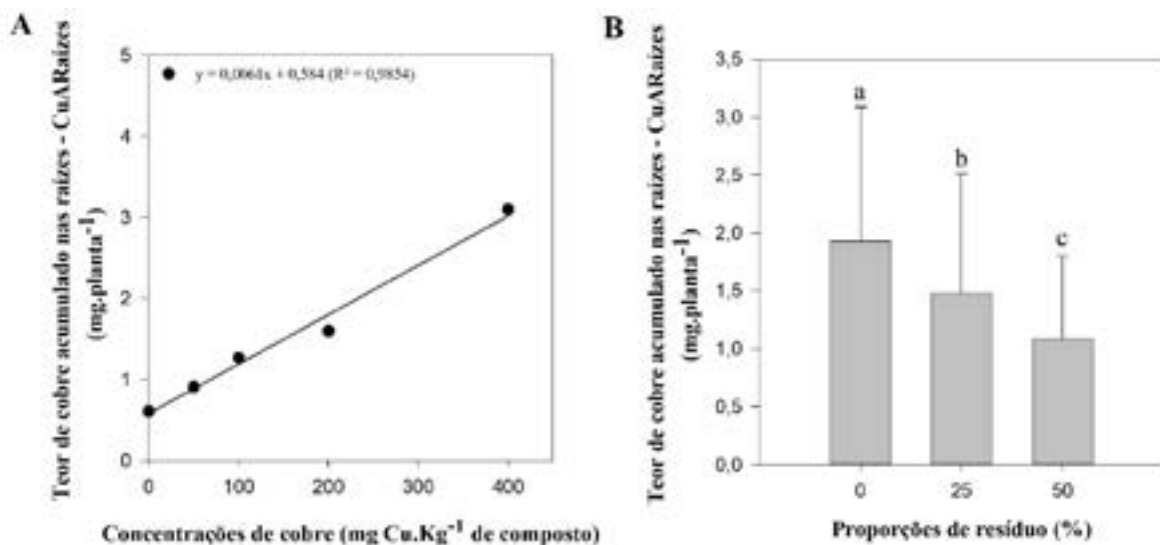 A
Teor de cobre acumulado nas raízes - CuARaízes
(mg.planta⁻¹)
5
4
3
2
1
0
y = 0,0061x + 0,584 (R² = 0,9854)
0 100 200 300 400
Concentrações de cobre (mg Cu.Kg⁻¹ de composto)
B
Teor de cobre acumulado nas raízes - CuARaízes
(mg.planta⁻¹)
3,5
3,0
2,5
2,0
1,5
1,0
0,5
0,0
a
b
c
0 25 50
Proporções de resíduo (%)